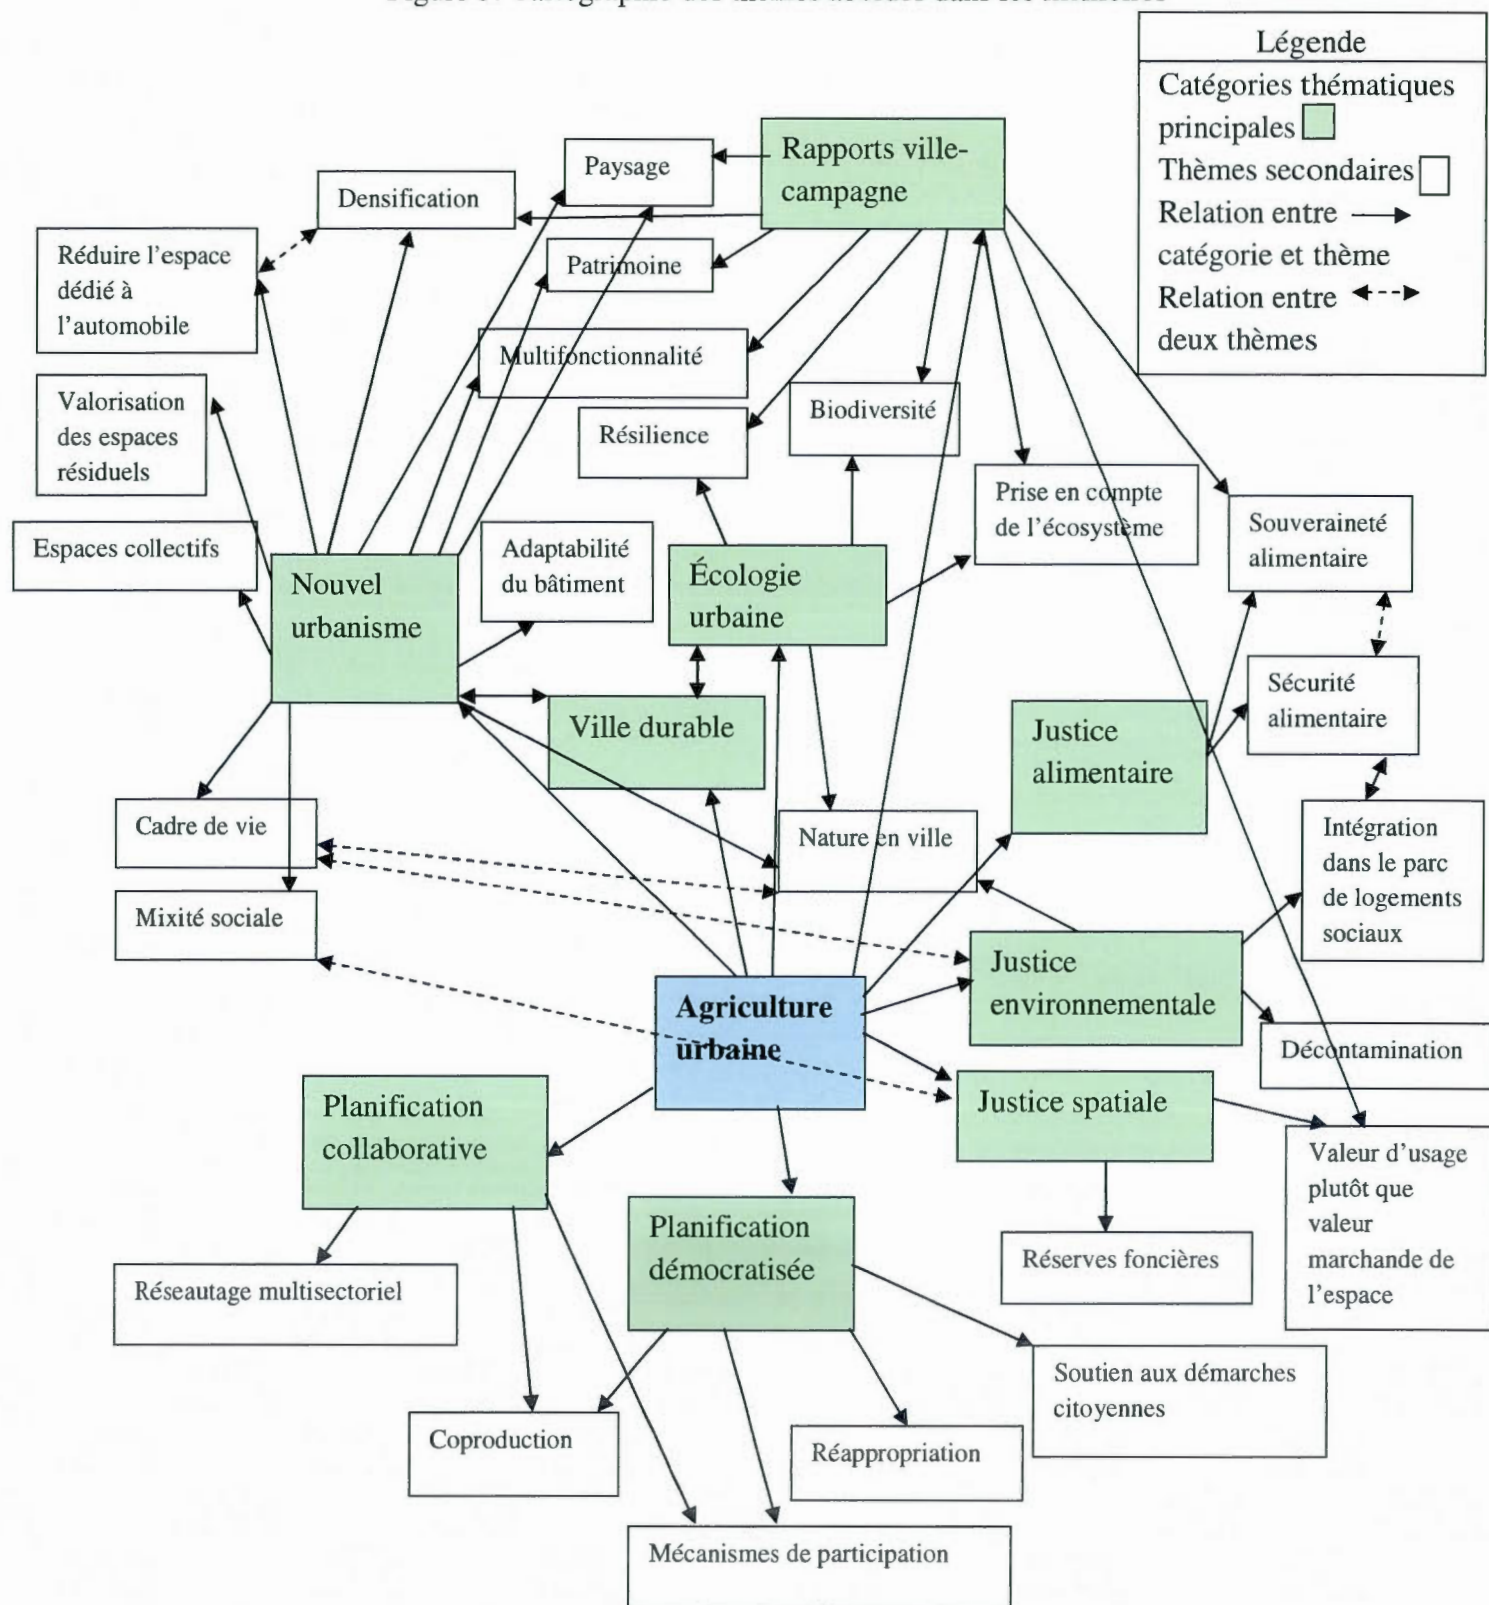 Légende
Catégories thématiques
principales
Thèmes secondaires
Relation entre
catégorie et thème
Relation entre
deux thèmes
Rapports ville-
campagne
Paysage
Densification
Patrimoine
Réduire l’espace
dédié à
l’automobile
Multifonctionnalité
Valorisation
des espaces
résiduels
Résilience
Biodiversité
Prise en compte
de l’écosystème
Souveraineté
alimentaire
Espaces collectifs
Nouvel
urbanisme
Adaptabilité
du bâtiment
Écologie
urbaine
Sécurité
alimentaire
Ville durable
Justice
alimentaire
Cadre de vie
Nature en ville
Intégration
dans le parc
de logements
sociaux
Mixité sociale
Justice
environnementale
Agriculture
urbaine
Décontamination
Planification
collaborative
Justice spatiale
Valeur d’usage
plutôt que
valeur
marchande de
l’espace
Planification
démocratisée
Réserves foncières
Réseautage multisectoriel
Soutien aux démarches
citoyennes
Coproduction
Réappropriation
Mécanismes de participation